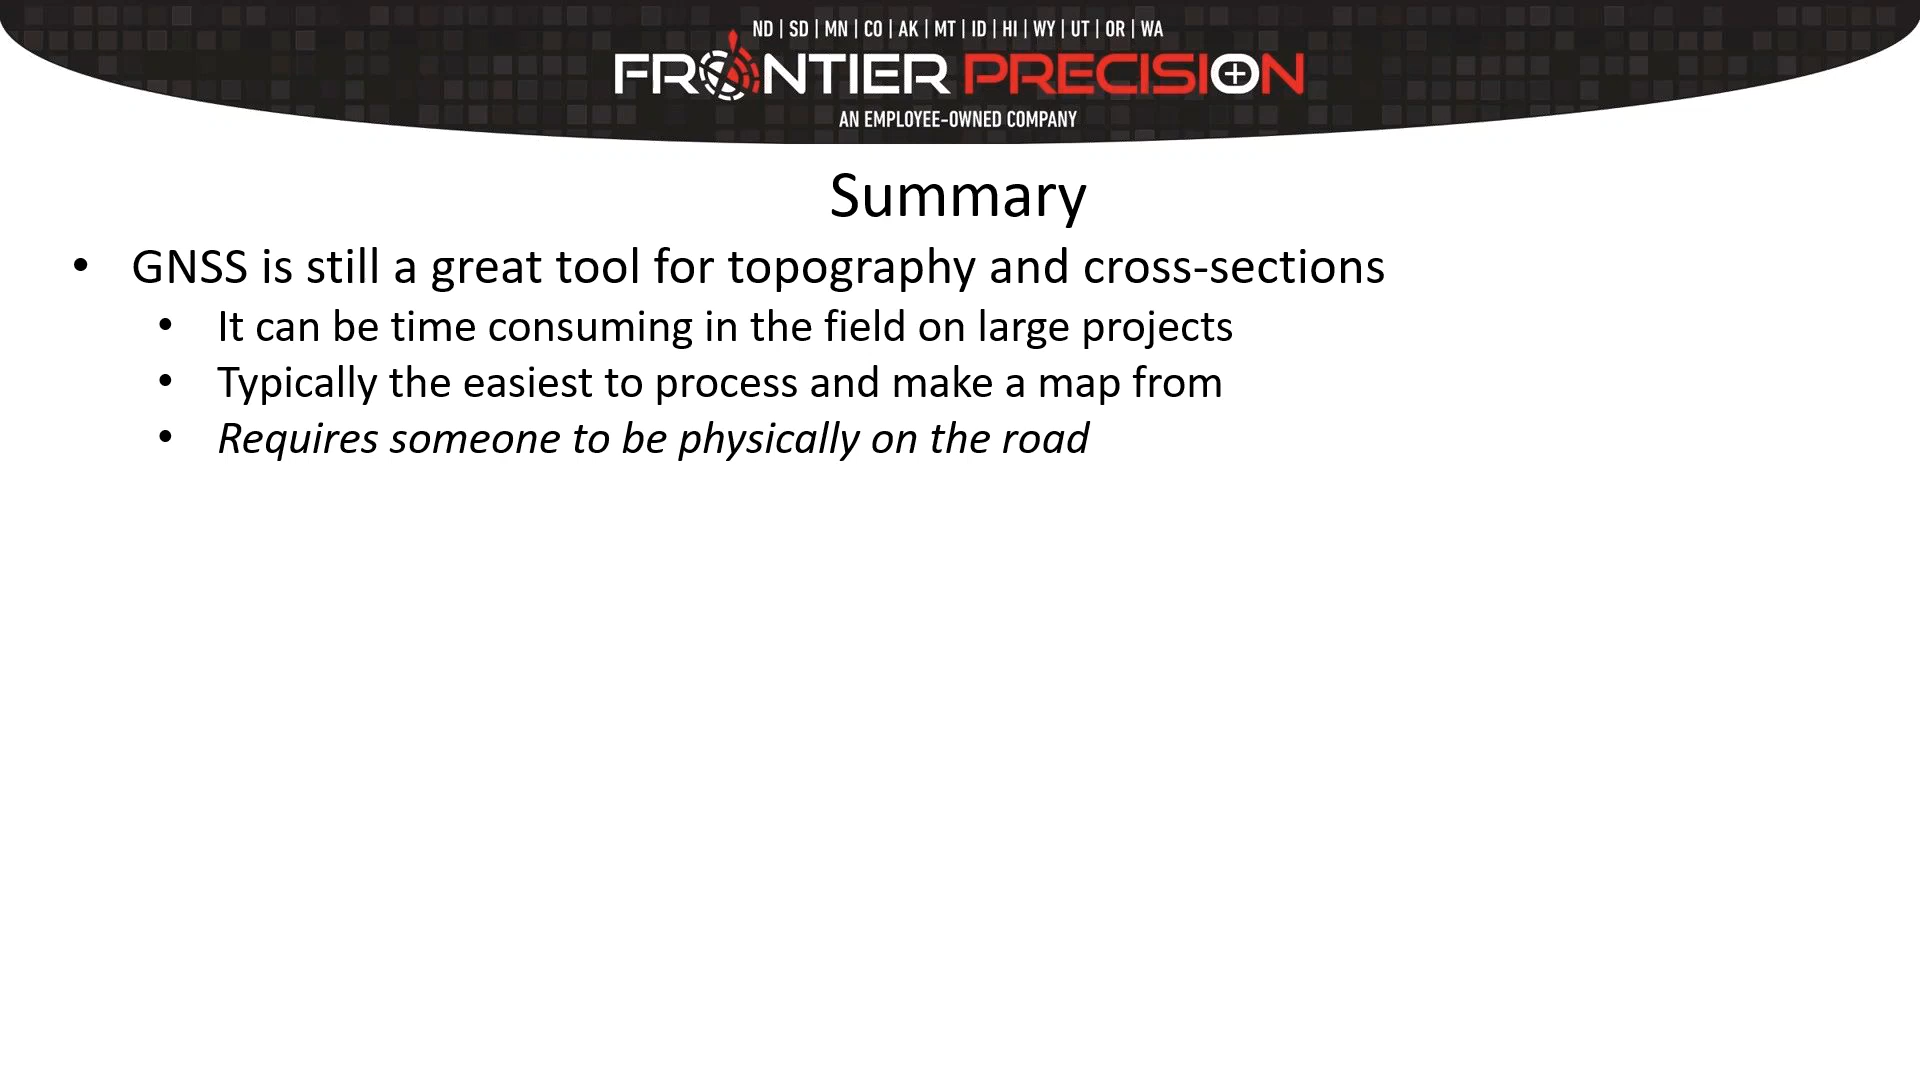 ND | SD | MN | CO | AK | MT | ID | HI | WY | UT | OR | WA
FRONTIER PRECISION
AN EMPLOYEE-OWNED COMPANY
Summary
• GNSS is still a great tool for topography and cross-sections
• It can be time consuming in the field on large projects
• Typically the easiest to process and make a map from
• Requires someone to be physically on the road